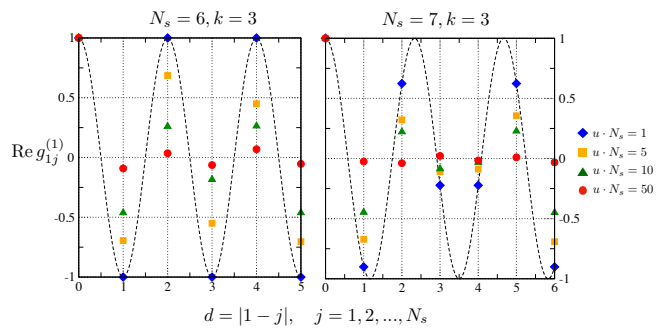 N_s = 6, k = 3
N_s = 7, k = 3
Re g_{1j}^{(1)}
1
0.5
0
-0.5
-1
0 1 2 3 4 5
1
0.5
0
-0.5
-1
0 1 2 3 4 5 6
u · N_s = 1
u · N_s = 5
u · N_s = 10
u · N_s = 50
d = |1 − j|, j = 1, 2, ..., N_s